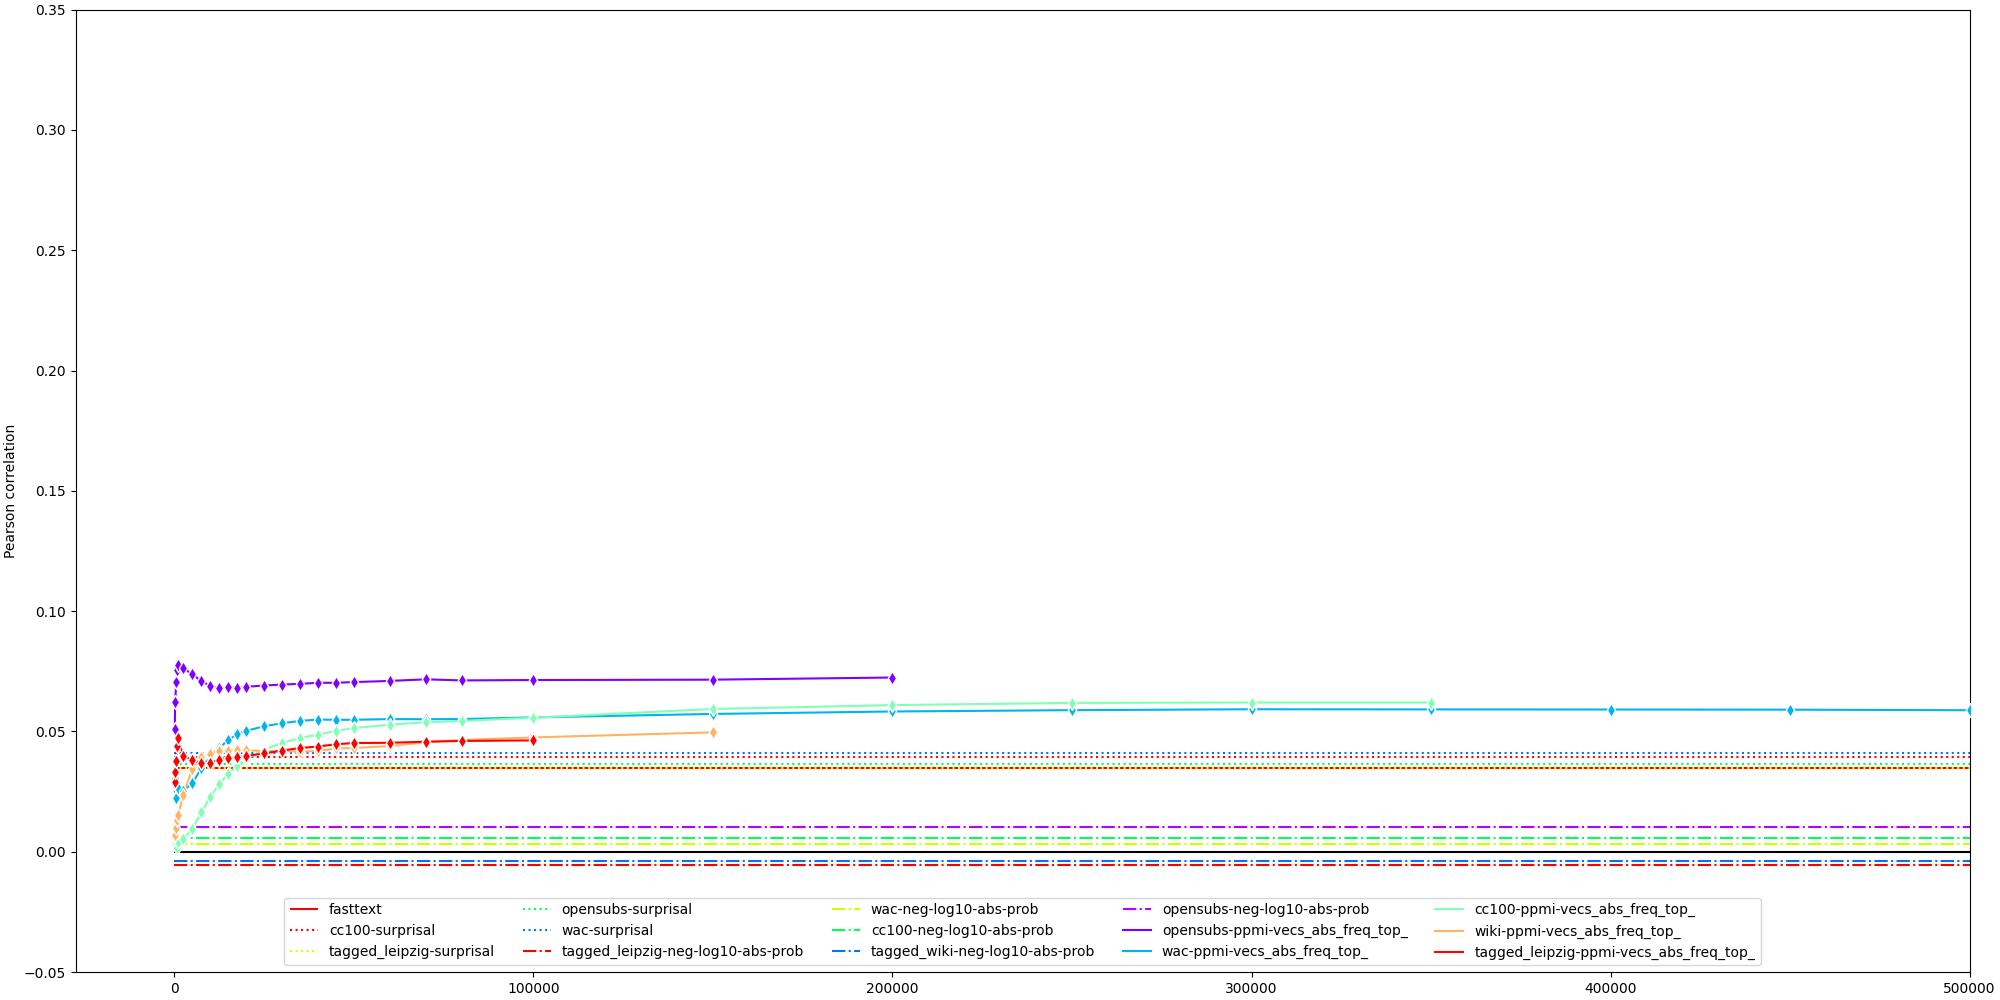 0.35
0.30
0.25
0.20
0.15
0.10
0.05
0.00
−0.05
Pearson correlation
fasttext
cc100-surprisal
tagged_leipzig-surprisal
opensubs-surprisal
wac-surprisal
tagged_leipzig-neg-log10-abs-prob
wac-neg-log10-abs-prob
cc100-neg-log10-abs-prob
tagged_wiki-neg-log10-abs-prob
opensubs-neg-log10-abs-prob
opensubs-ppmi-vecs_abs_freq_top_
wac-ppmi-vecs_abs_freq_top_
cc100-ppmi-vecs_abs_freq_top_
wiki-ppmi-vecs_abs_freq_top_
tagged_leipzig-ppmi-vecs_abs_freq_top_
0 100000 200000 300000 400000 500000